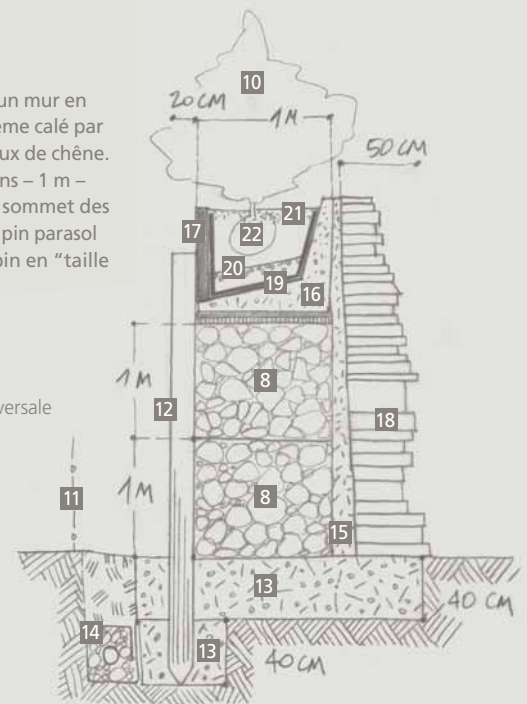 un mur en
ême calé par
ux de chêne.
ns – 1 m –
sommet des
pin parasol
in en “taille
versale
10
20 CM
1 M
50 CM
17
21
22
20
19
16
1 M
8
12
18
11
1 M
8
15
13
40 CM
14
13
40 CM